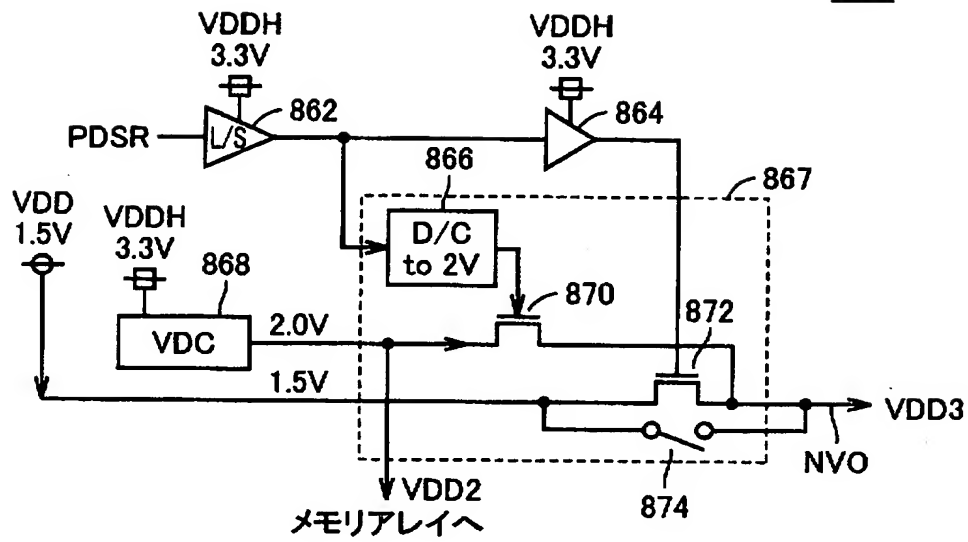 VDDH
3.3V
862
L/S
PDSR
VDDH
3.3V
864
866
867
D/C
to 2V
VDD
1.5V
VDDH
3.3V
868
VDC
2.0V
870
872
1.5V
VDD3
NVO
874
VDD2
メモリアレイへ